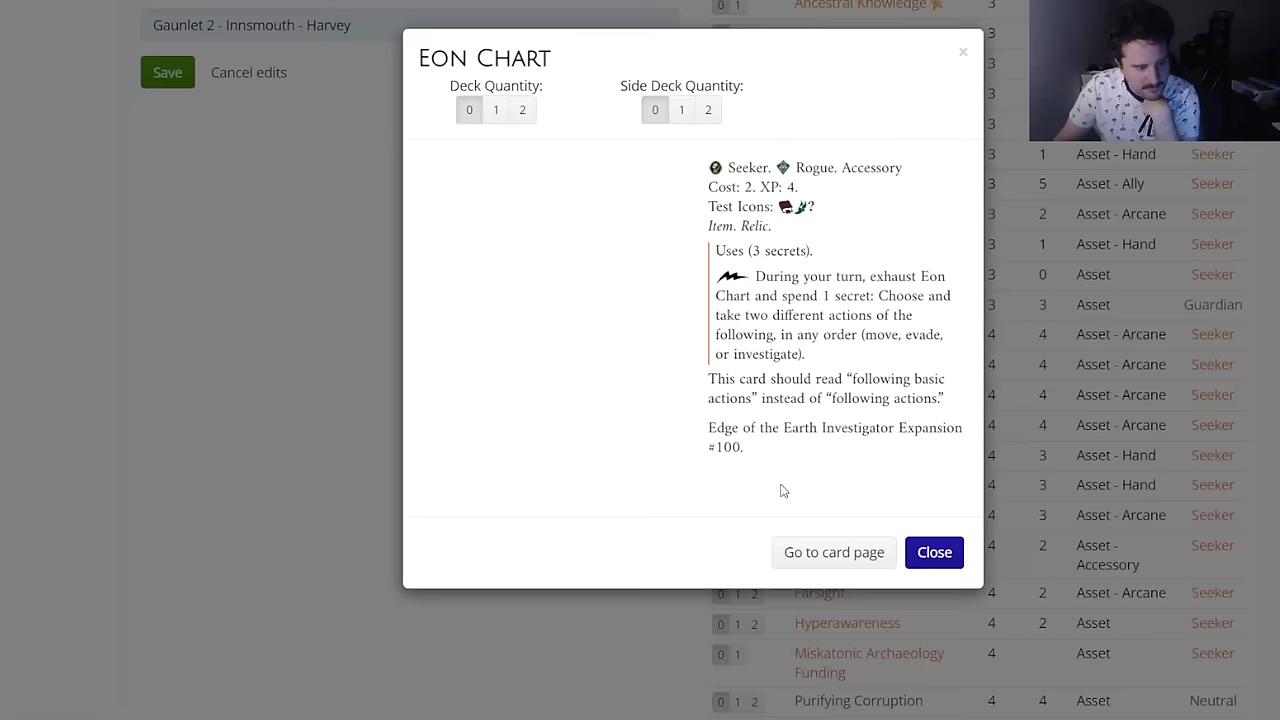 Gaunlet 2 - Innsmouth - Harvey
Save Cancel edits
EON CHART
×
Deck Quantity:
0 1 2
Side Deck Quantity:
0 1 2
Seeker. Rogue. Accessory
Cost: 2. XP: 4.
Test Icons: ?
Item. Relic.
Uses (3 secrets).
During your turn, exhaust Eon
Chart and spend 1 secret: Choose and
take two different actions of the
following, in any order (move, evade,
or investigate).
This card should read “following basic
actions” instead of “following actions.”
Edge of the Earth Investigator Expansion
#100.
Go to card page Close
0 1 Ancestral Knowledge 3
3
3
3
3
3 1 Asset - Hand Seeker
3 5 Asset - Ally Seeker
3 2 Asset - Arcane Seeker
3 1 Asset - Hand Seeker
3 0 Asset Seeker
3 3 Asset Guardian
4 4 Asset - Arcane Seeker
4 4 Asset - Arcane Seeker
4 4 Asset - Arcane Seeker
4 4 Asset - Arcane Seeker
4 3 Asset - Hand Seeker
4 3 Asset - Hand Seeker
4 3 Asset - Arcane Seeker
4 2 Asset - Seeker
Accessory
0 1 2 Farsight 4 2 Asset - Arcane Seeker
0 1 2 Hyperawareness 4 2 Asset Seeker
0 1 Miskatonic Archaeology 4 Asset Seeker
Funding
0 1 2 Purifying Corruption 4 4 Asset Neutral